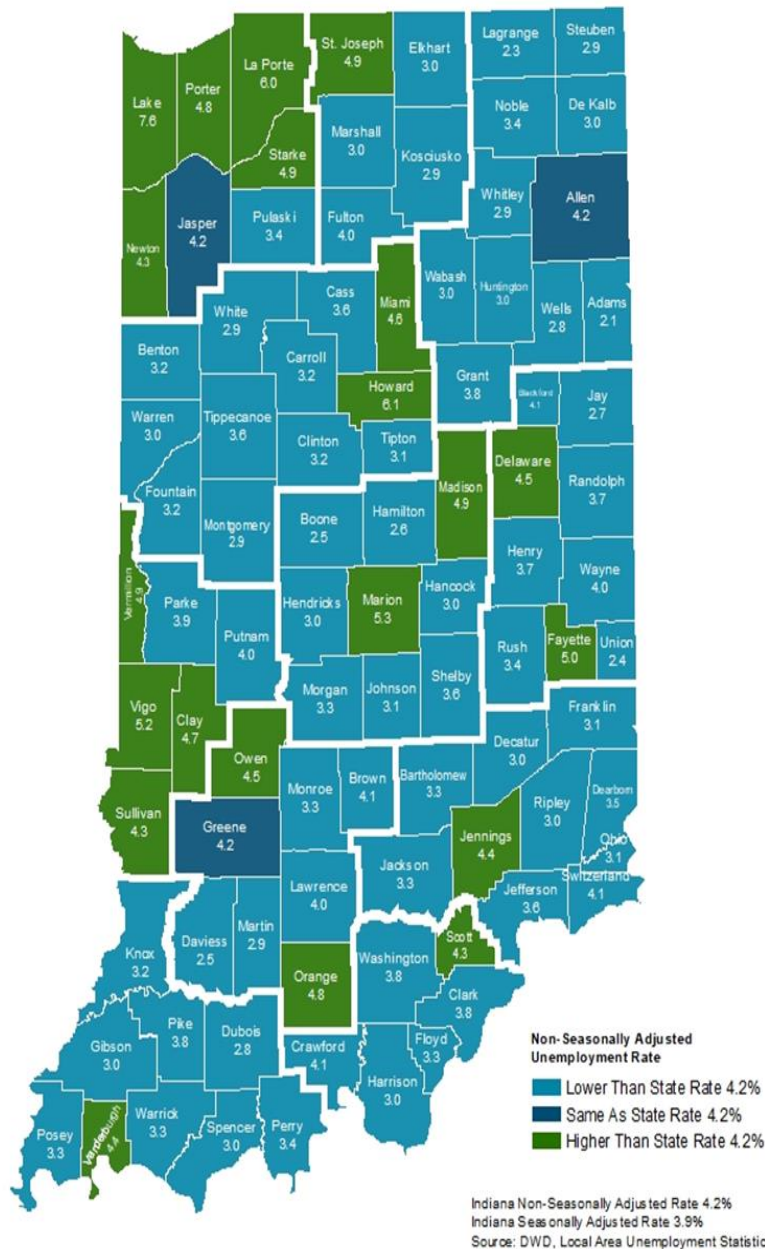 St. Joseph
4.9
Elkhart
3.0
Lagrange
2.3
Steuben
2.9
La Porte
6.0
Porter
4.8
Lake
7.6
Noble
3.4
De Kalb
3.0
Marshall
3.0
Starke
4.9
Kosciusko
2.9
Whitley
2.9
Allen
4.2
Jasper
4.2
Pulaski
3.4
Fulton
4.0
Newton
4.3
Wabash
3.0
Huntington
3.0
Cass
3.6
Miami
4.6
Wells
2.8
Adams
2.1
White
2.9
Benton
3.2
Carroll
3.2
Grant
3.8
Howard
6.1
Blackford
4.1
Jay
2.7
Warren
3.0
Tippecanoe
3.6
Clinton
3.2
Tipton
3.1
Delaware
4.5
Madison
4.9
Randolph
3.7
Fountain
3.2
Montgomery
2.9
Boone
2.5
Hamilton
2.6
Henry
3.7
Wayne
4.0
Vermillion
4.9
Parke
3.9
Putnam
4.0
Hendricks
3.0
Marion
5.3
Hancock
3.0
Rush
3.4
Fayette
5.0
Union
2.4
Vigo
5.2
Clay
4.7
Morgan
3.3
Johnson
3.1
Shelby
3.6
Franklin
3.1
Owen
4.5
Decatur
3.0
Monroe
3.3
Brown
4.1
Bartholomew
3.3
Dearborn
3.5
Ripley
3.0
Sullivan
4.3
Greene
4.2
Jennings
4.4
Ohio
3.1
Jackson
3.3
Switzerland
4.1
Jefferson
3.6
Lawrence
4.0
Martin
2.9
Daviess
2.5
Knox
3.2
Scott
4.3
Washington
3.8
Orange
4.8
Clark
3.8
Pike
3.8
Dubois
2.8
Gibson
3.0
Crawford
4.1
Floyd
3.3
Harrison
3.0
Posey
3.3
4.4
Warrick
3.3
Spencer
3.0
Perry
3.4
Non-Seasonally Adjusted
Unemployment Rate
Lower Than State Rate 4.2%
Same As State Rate 4.2%
Higher Than State Rate 4.2%
Indiana Non-Seasonally Adjusted Rate 4.2%
Indiana Seasonally Adjusted Rate 3.9%
Source: DWD, Local Area Unemployment Statistic